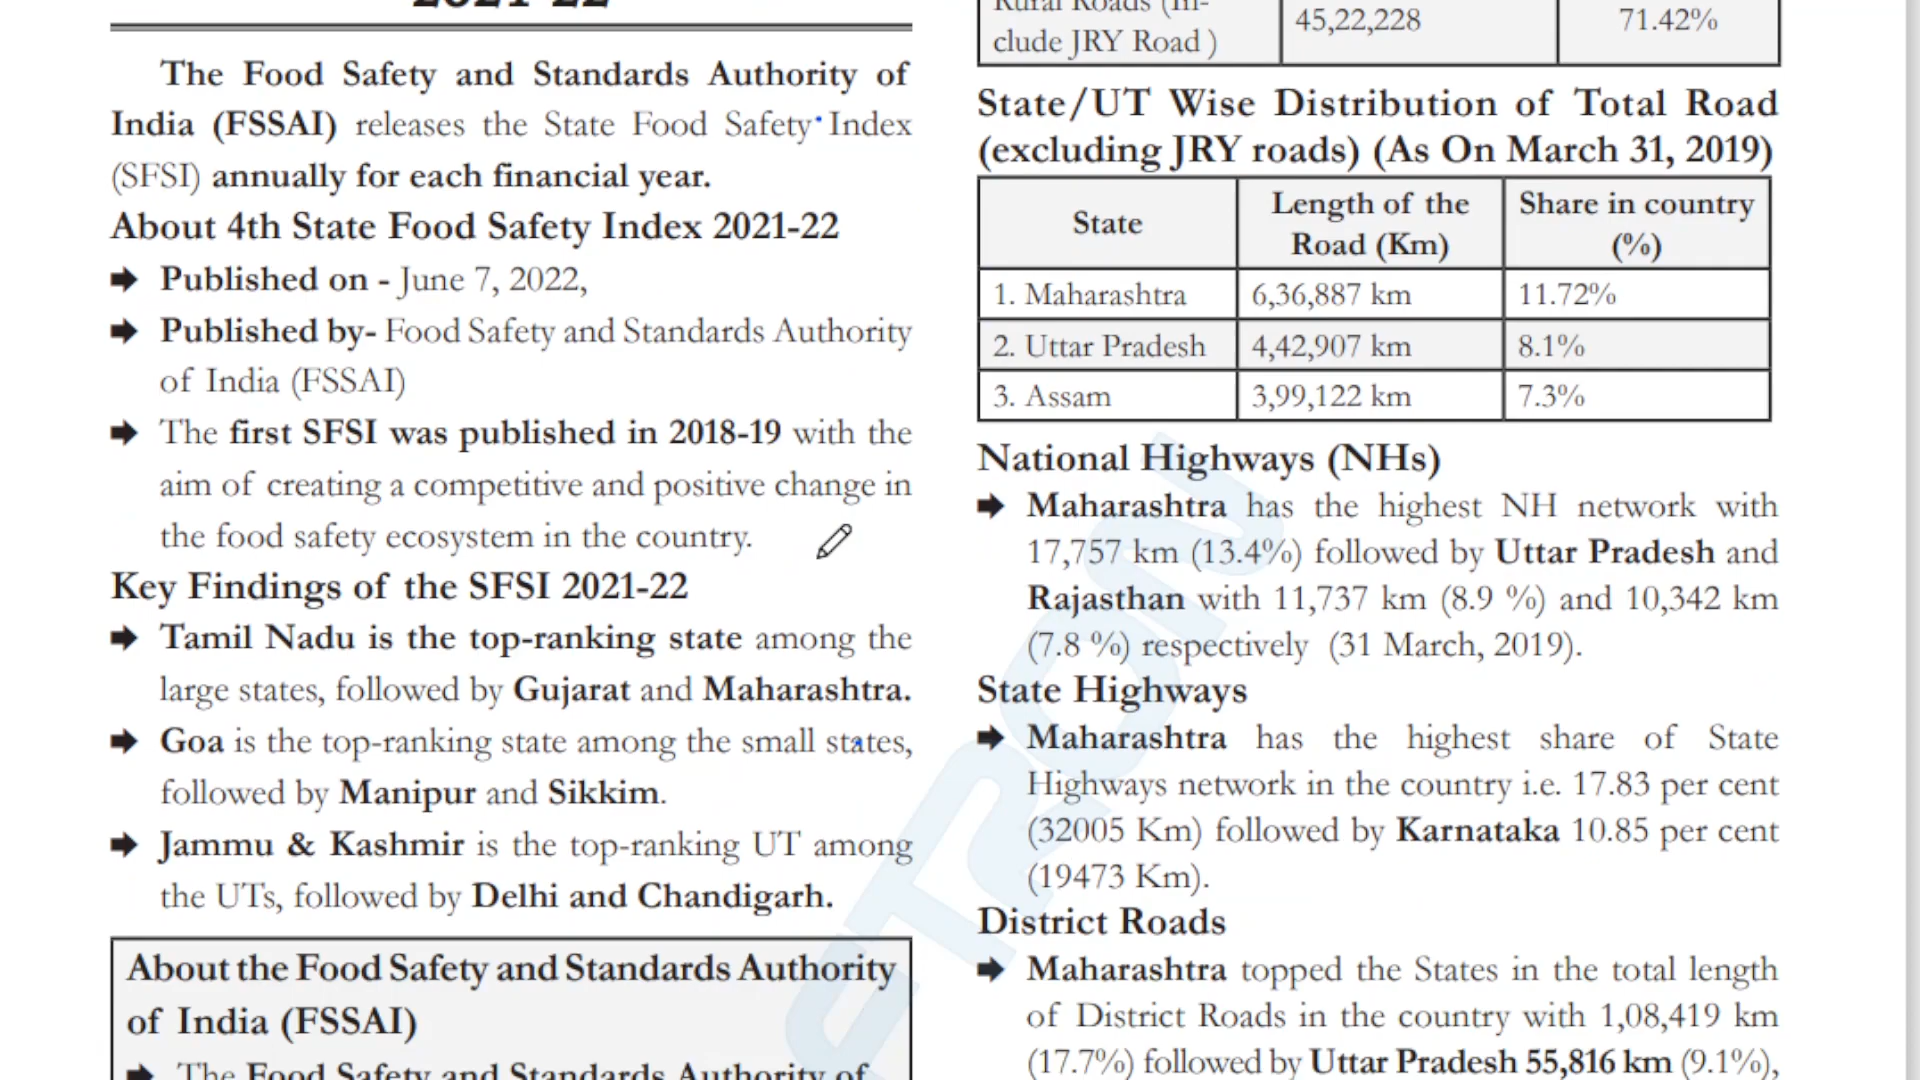 2021-22
The Food Safety and Standards Authority of
India (FSSAI) releases the State Food Safety Index
(SFSI) annually for each financial year.
About 4th State Food Safety Index 2021-22
➡ Published on - June 7, 2022,
➡ Published by- Food Safety and Standards Authority
of India (FSSAI)
➡ The first SFSI was published in 2018-19 with the
aim of creating a competitive and positive change in
the food safety ecosystem in the country.
Key Findings of the SFSI 2021-22
➡ Tamil Nadu is the top-ranking state among the
large states, followed by Gujarat and Maharashtra.
➡ Goa is the top-ranking state among the small states,
followed by Manipur and Sikkim.
➡ Jammu & Kashmir is the top-ranking UT among
the UTs, followed by Delhi and Chandigarh.
About the Food Safety and Standards Authority
of India (FSSAI)
➡ The Food Safety and Standards Authority of
Rural Roads (In-
clude JRY Road )
45,22,228
71.42%
State/UT Wise Distribution of Total Road
(excluding JRY roads) (As On March 31, 2019)
State
Length of the
Road (Km)
Share in country
(%)
1. Maharashtra 6,36,887 km 11.72%
2. Uttar Pradesh 4,42,907 km 8.1%
3. Assam 3,99,122 km 7.3%
National Highways (NHs)
➡ Maharashtra has the highest NH network with
17,757 km (13.4%) followed by Uttar Pradesh and
Rajasthan with 11,737 km (8.9 %) and 10,342 km
(7.8 %) respectively (31 March, 2019).
State Highways
➡ Maharashtra has the highest share of State
Highways network in the country i.e. 17.83 per cent
(32005 Km) followed by Karnataka 10.85 per cent
(19473 Km).
District Roads
➡ Maharashtra topped the States in the total length
of District Roads in the country with 1,08,419 km
(17.7%) followed by Uttar Pradesh 55,816 km (9.1%),